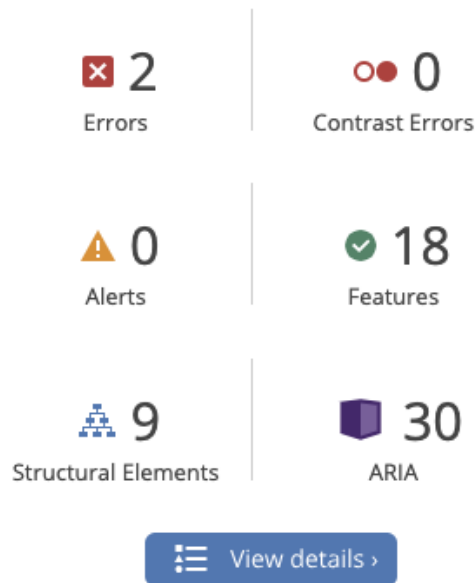 2
Errors
0
Contrast Errors
0
Alerts
18
Features
9
Structural Elements
30
ARIA
View details ›